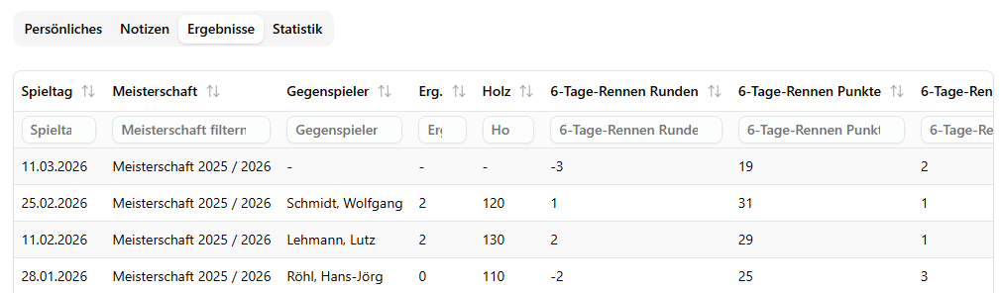 Persönliches Notizen Ergebnisse Statistik
Spieltag Meisterschaft Gegenspieler Erg. Holz 6-Tage-Rennen Runden 6-Tage-Rennen Punkte 6-Tage-Ren
Spielta Meisterschaft filtern Gegenspieler Erg Ho 6-Tage-Rennen Runde 6-Tage-Rennen Punkt 6-Tage-Re
11.03.2026 Meisterschaft 2025 / 2026 - - - -3 19 2
25.02.2026 Meisterschaft 2025 / 2026 Schmidt, Wolfgang 2 120 1 31 1
11.02.2026 Meisterschaft 2025 / 2026 Lehmann, Lutz 2 130 2 29 1
28.01.2026 Meisterschaft 2025 / 2026 Röhl, Hans-Jörg 0 110 -2 25 3